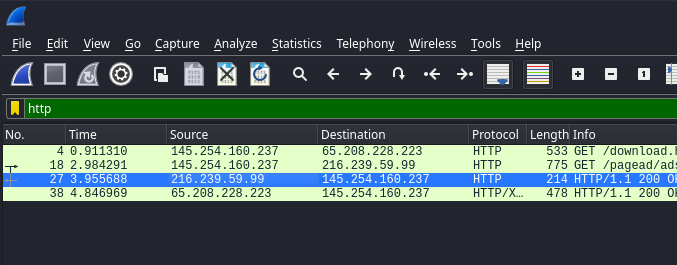 File Edit View Go Capture Analyze Statistics Telephony Wireless Tools Help
1
http
No. Time Source Destination Protocol Length Info
4 0.911310 145.254.160.237 65.208.228.223 HTTP 533 GET /download.h
18 2.984291 145.254.160.237 216.239.59.99 HTTP 775 GET /pagead/ads
27 3.955688 216.239.59.99 145.254.160.237 HTTP 214 HTTP/1.1 200 OK
38 4.846969 65.208.228.223 145.254.160.237 HTTP/X… 478 HTTP/1.1 200 OK